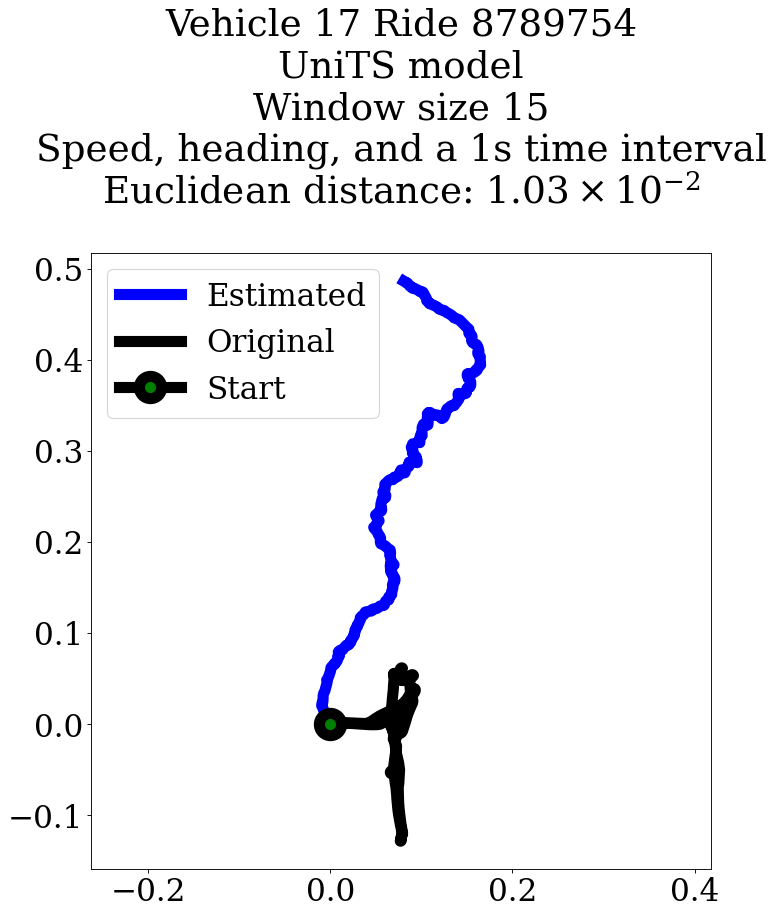 Vehicle 17 Ride 8789754
UniTS model
Window size 15
Speed, heading, and a 1s time interval
Euclidean distance: 1.03 × 10⁻²
Estimated
Original
Start
0.5
0.4
0.3
0.2
0.1
0.0
−0.1
−0.2 0.0 0.2 0.4